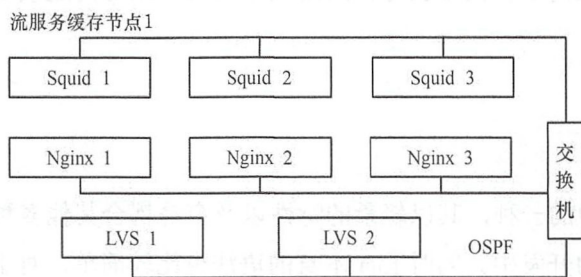 流服务缓存节点1
Squid 1
Squid 2
Squid 3
Nginx 1
Nginx 2
Nginx 3
交换机
LVS 1
LVS 2
OSPF